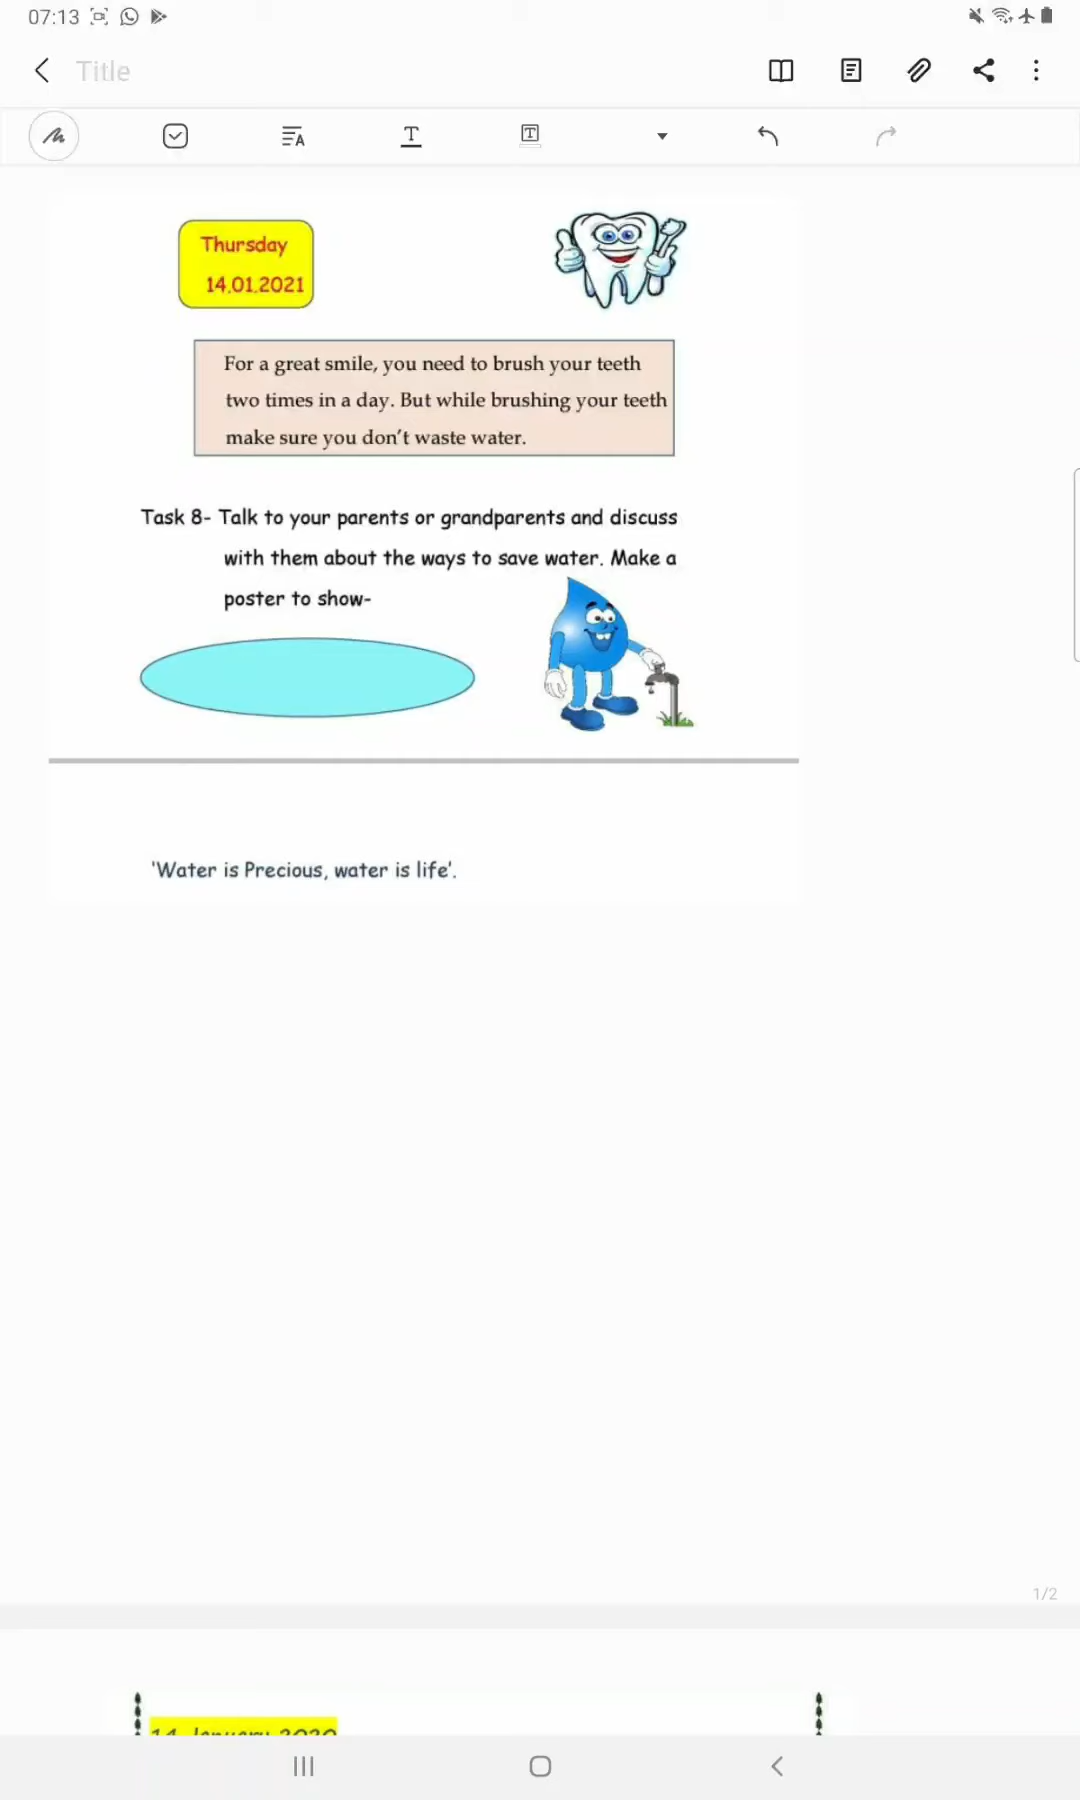 07:13
Title
Thursday
14.01.2021
For a great smile, you need to brush your teeth
two times in a day. But while brushing your teeth
make sure you don't waste water.
Task 8- Talk to your parents or grandparents and discuss
with them about the ways to save water. Make a
poster to show-
'Water is Precious, water is life'.
1/2
14 January 2020